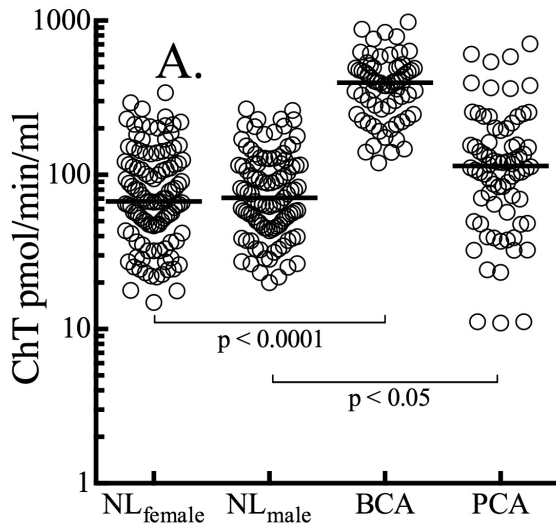 1000
A.
100
ChT pmol/min/ml
10
p < 0.0001
p < 0.05
1
NLfemale NLmale BCA PCA